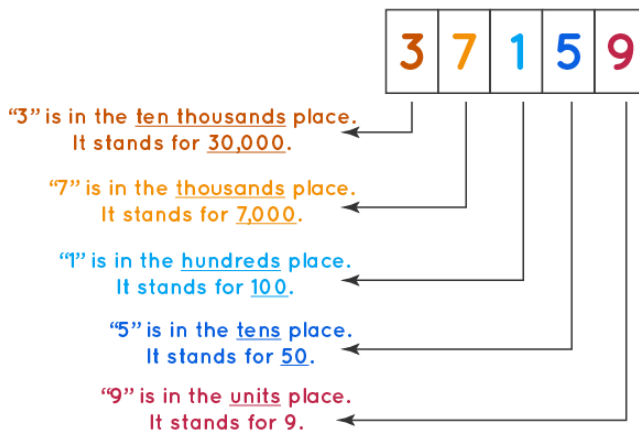 3 7 1 5 9
“3” is in the ten thousands place.
It stands for 30,000.
“7” is in the thousands place.
It stands for 7,000.
“1” is in the hundreds place.
It stands for 100.
“5” is in the tens place.
It stands for 50.
“9” is in the units place.
It stands for 9.